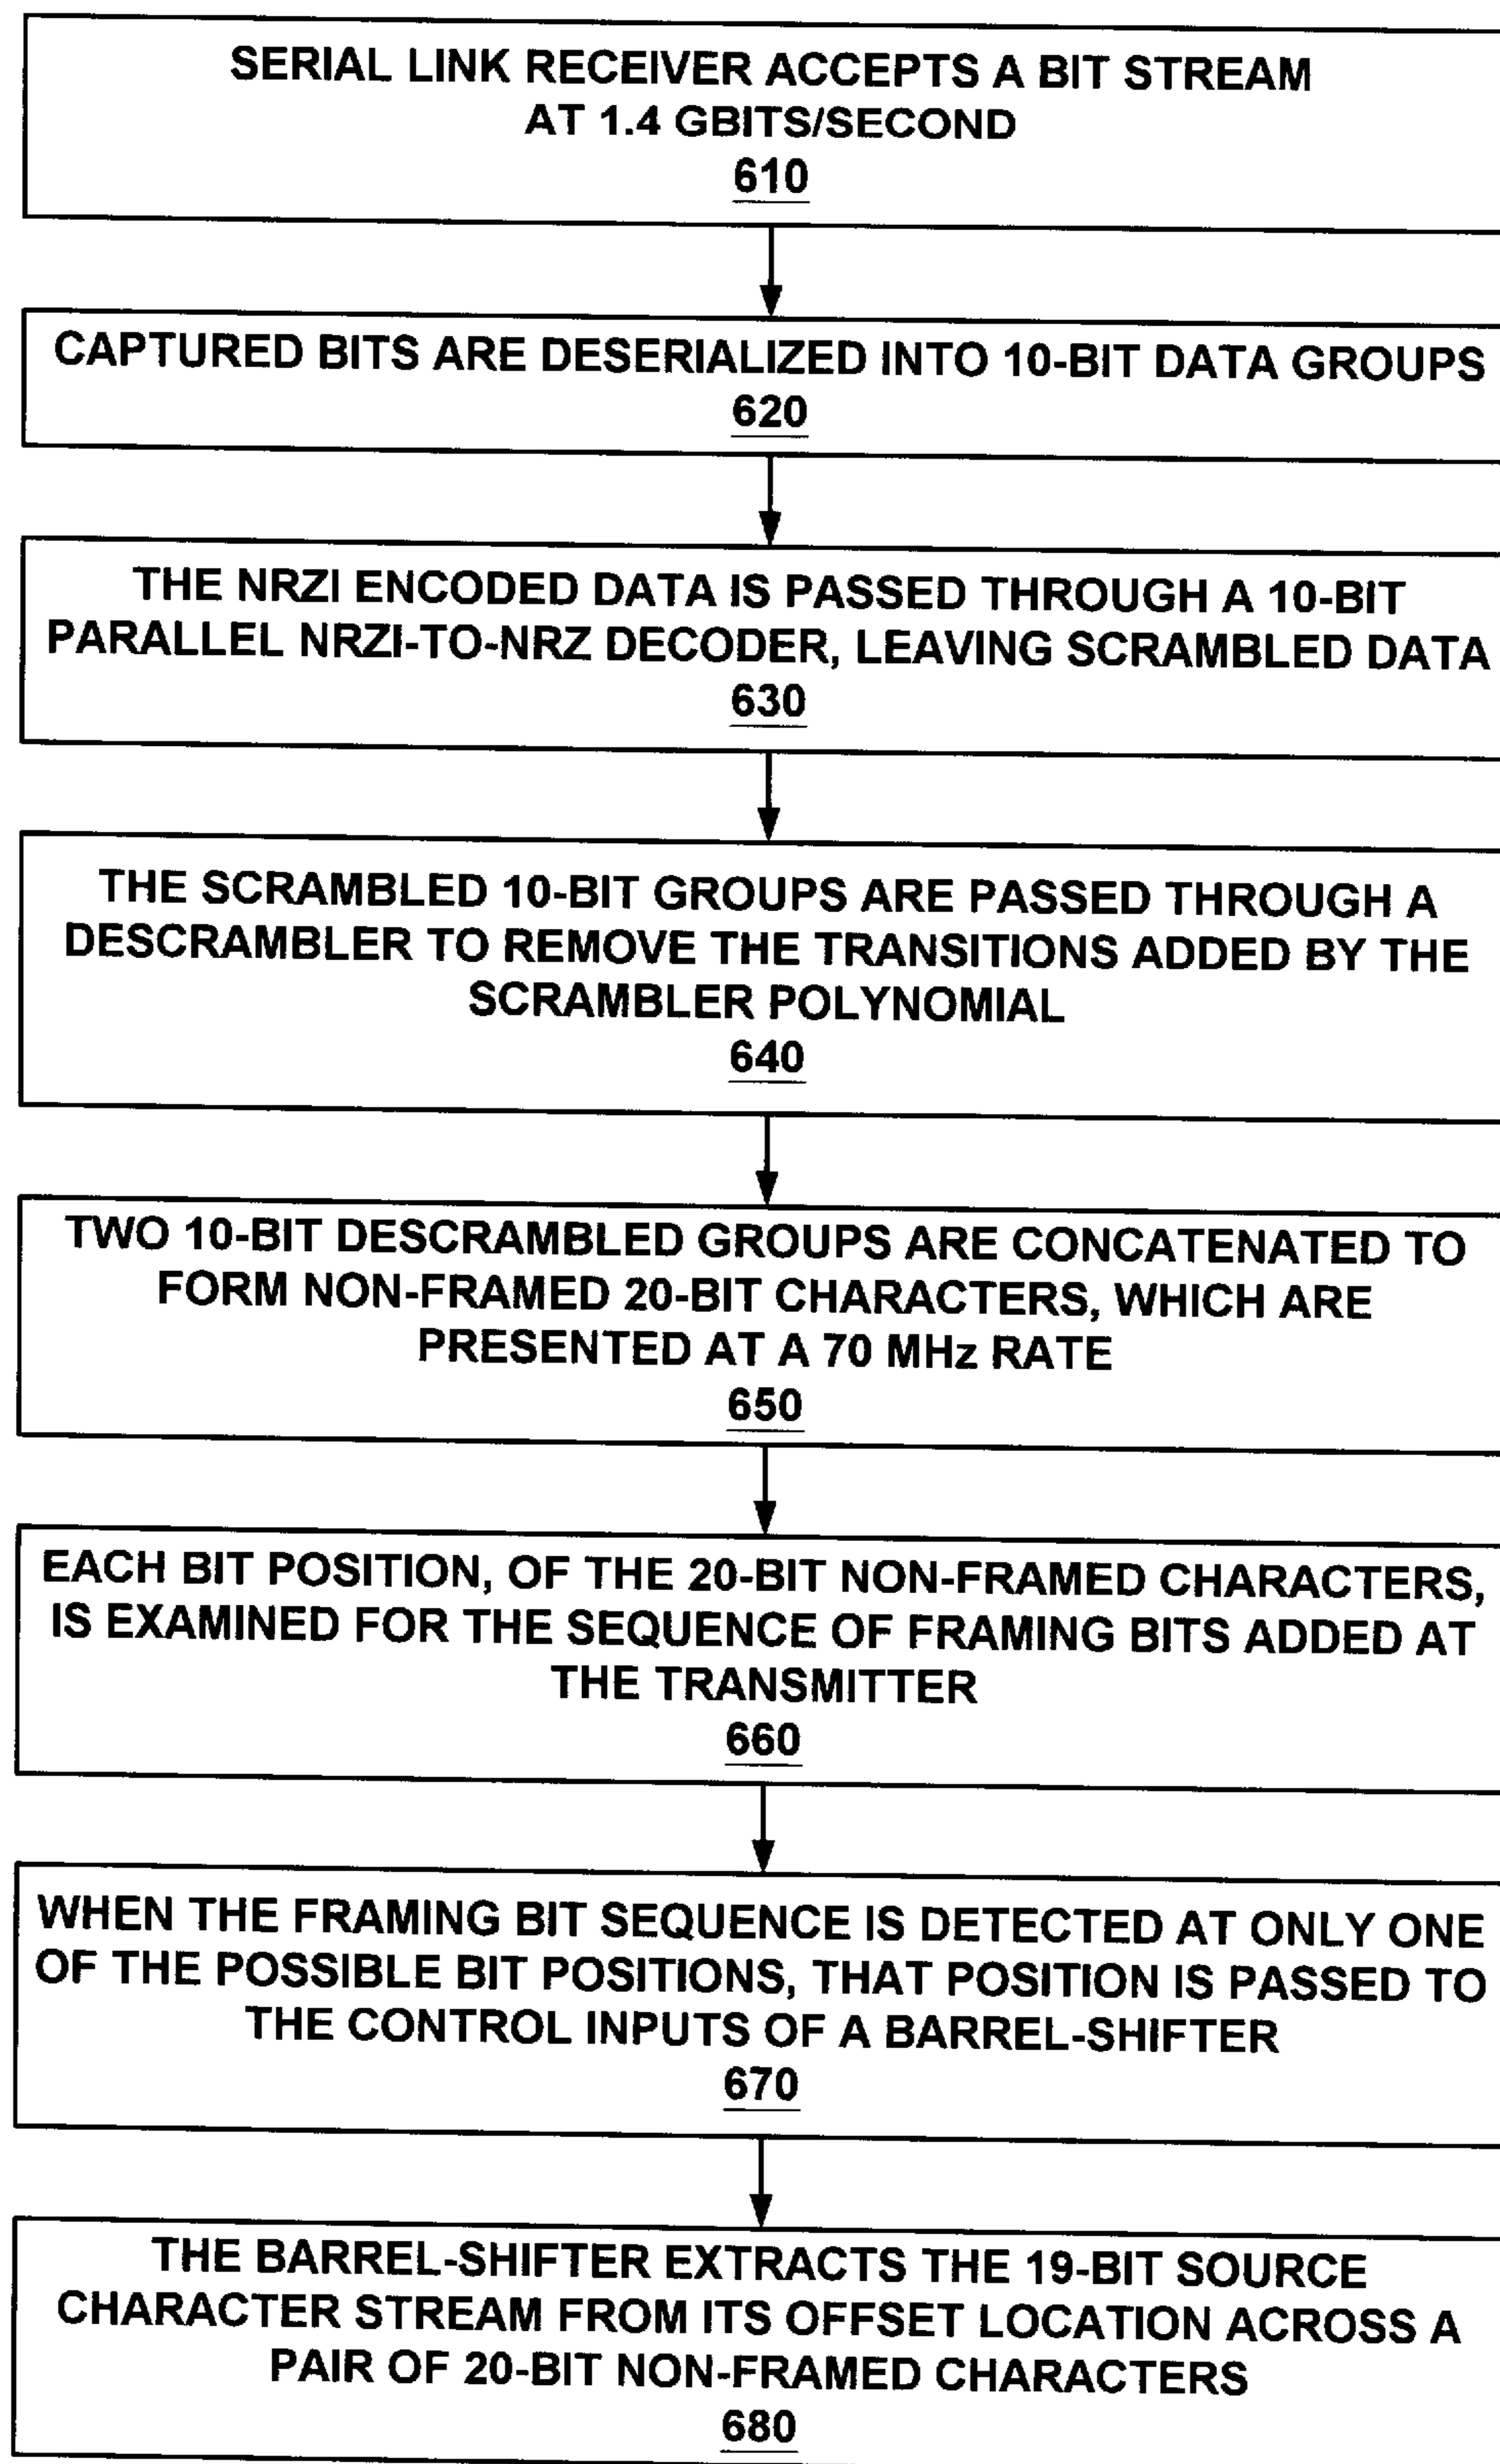 SERIAL LINK RECEIVER ACCEPTS A BIT STREAM
AT 1.4 GBITS/SECOND
610
CAPTURED BITS ARE DESERIALIZED INTO 10-BIT DATA GROUPS
620
THE NRZI ENCODED DATA IS PASSED THROUGH A 10-BIT
PARALLEL NRZI-TO-NRZ DECODER, LEAVING SCRAMBLED DATA
630
THE SCRAMBLED 10-BIT GROUPS ARE PASSED THROUGH A
DESCRAMBLER TO REMOVE THE TRANSITIONS ADDED BY THE
SCRAMBLER POLYNOMIAL
640
TWO 10-BIT DESCRAMBLED GROUPS ARE CONCATENATED TO
FORM NON-FRAMED 20-BIT CHARACTERS, WHICH ARE
PRESENTED AT A 70 MHz RATE
650
EACH BIT POSITION, OF THE 20-BIT NON-FRAMED CHARACTERS,
IS EXAMINED FOR THE SEQUENCE OF FRAMING BITS ADDED AT
THE TRANSMITTER
660
WHEN THE FRAMING BIT SEQUENCE IS DETECTED AT ONLY ONE
OF THE POSSIBLE BIT POSITIONS, THAT POSITION IS PASSED TO
THE CONTROL INPUTS OF A BARREL-SHIFTER
670
THE BARREL-SHIFTER EXTRACTS THE 19-BIT SOURCE
CHARACTER STREAM FROM ITS OFFSET LOCATION ACROSS A
PAIR OF 20-BIT NON-FRAMED CHARACTERS
680